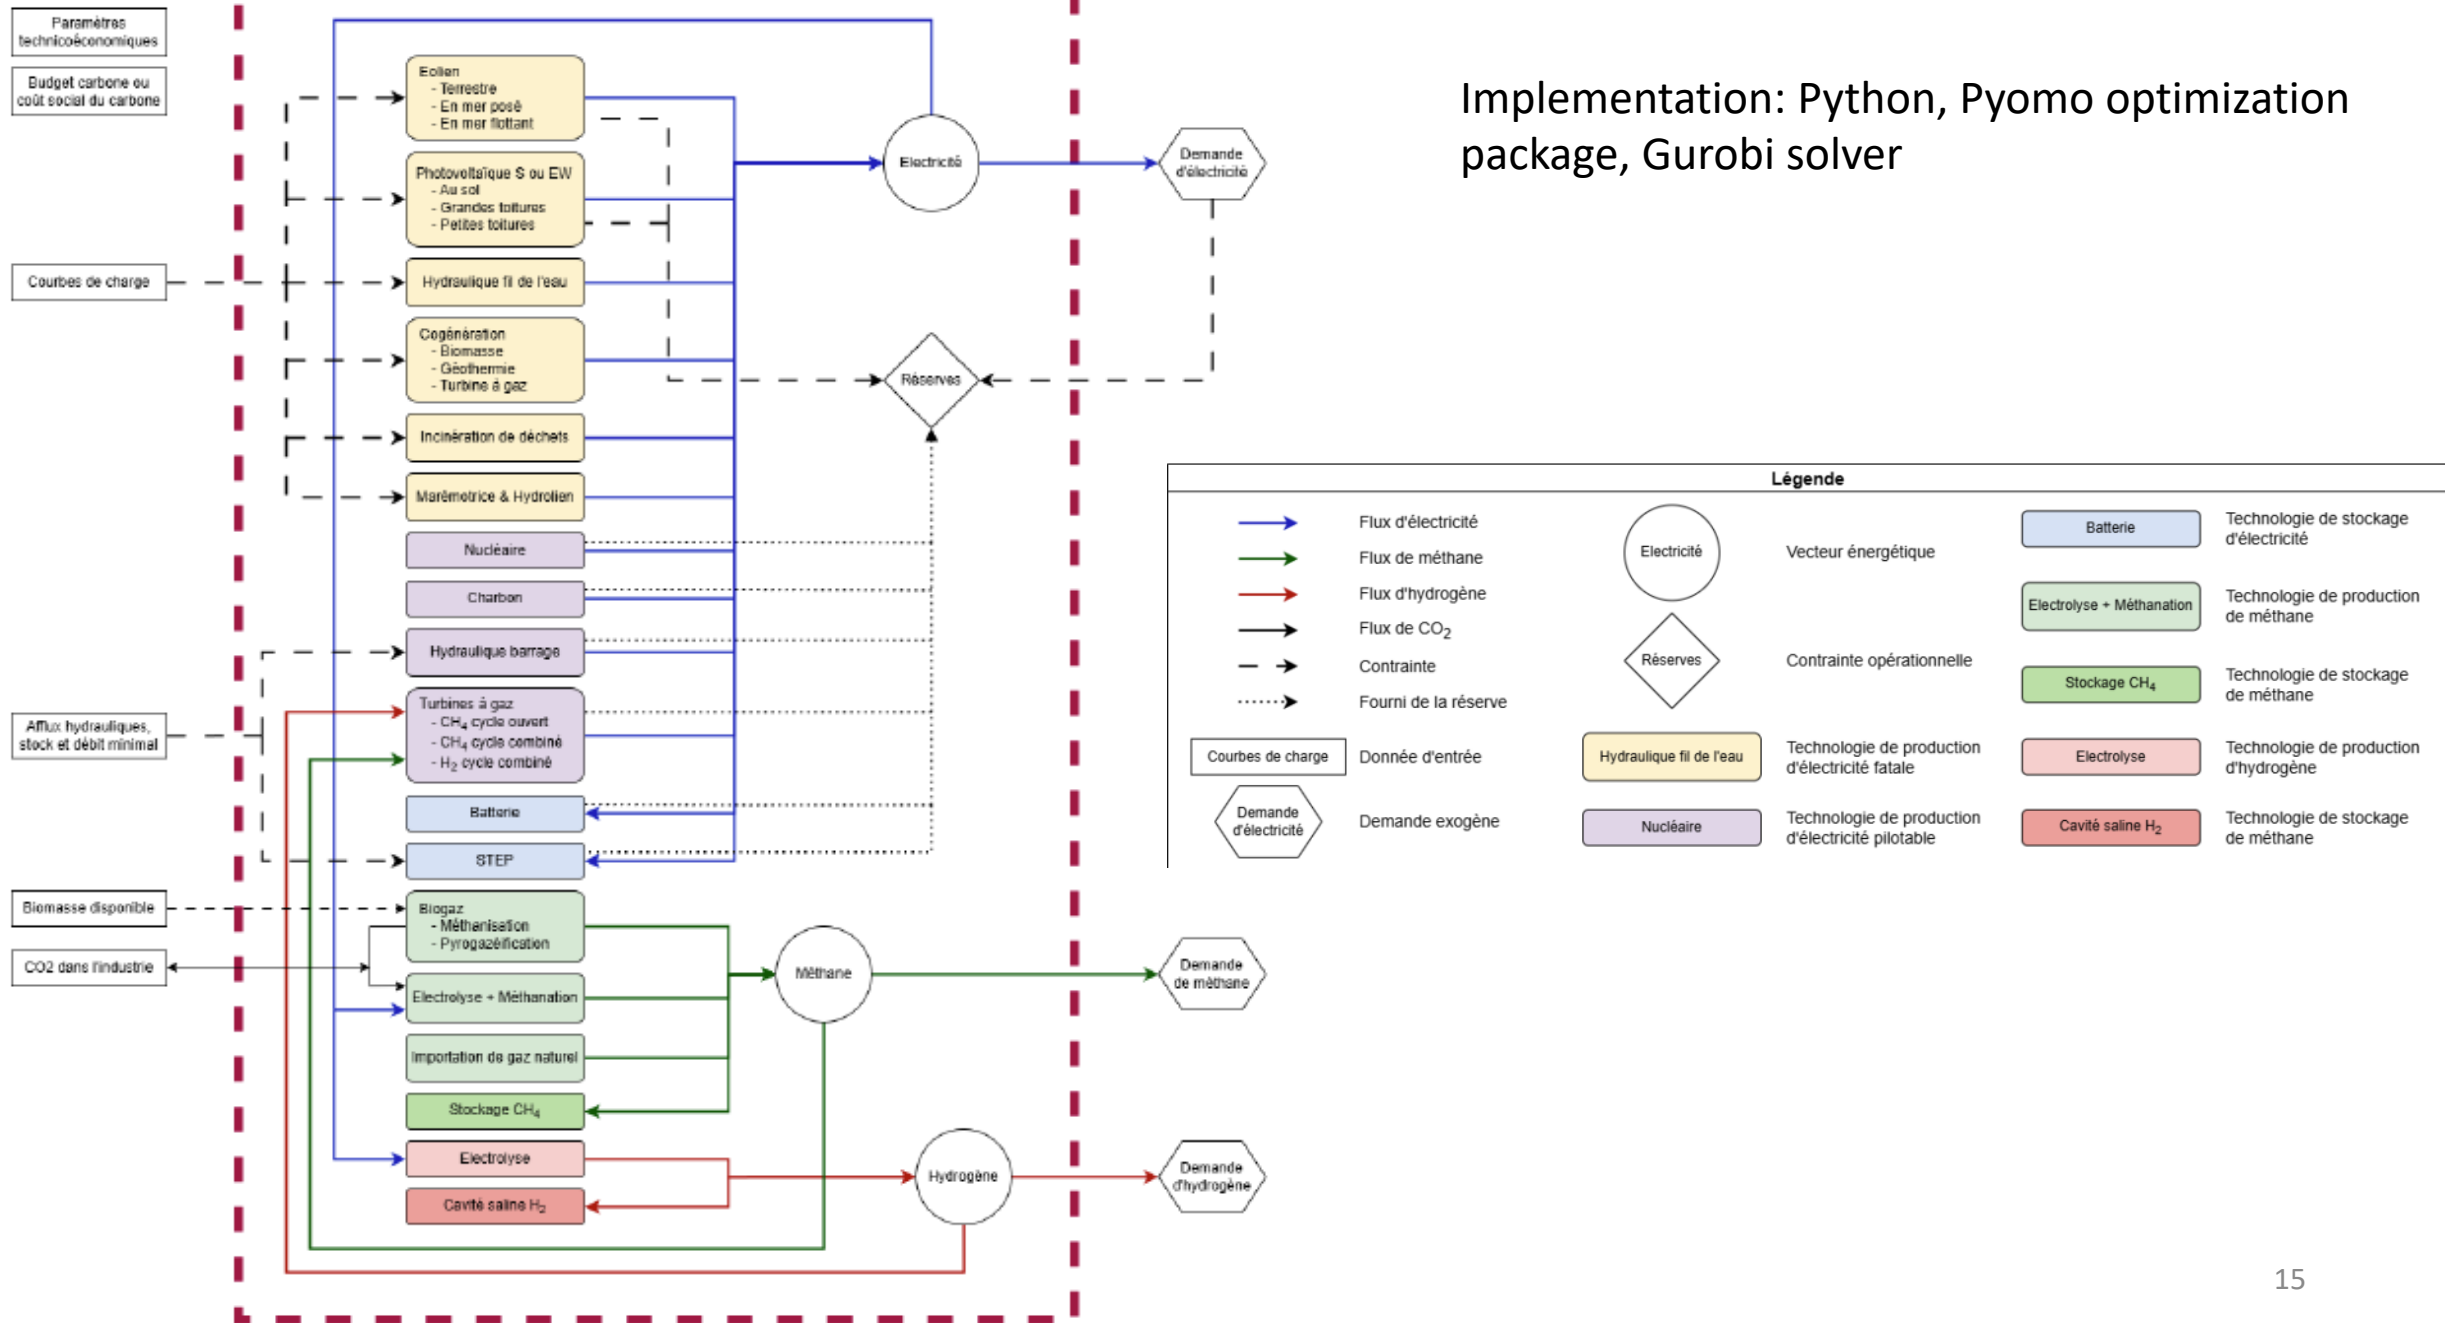 Paramètres
technicoéconomiques
Budget carbone ou
coût social du carbone
Courbes de charge
Afflux hydrauliques,
stock et débit minimal
Biomasse disponible
CO2 dans l'industrie
Eolien
- Terrestre
- En mer posé
- En mer flottant
Photovoltaïque S ou EW
- Au sol
- Grandes toitures
- Petites toitures
Hydraulique fil de l'eau
Cogénération
- Biomasse
- Géothermie
- Turbine à gaz
Incinération de déchets
Marémotrice & Hydrolien
Nucléaire
Charbon
Hydraulique barrage
Turbines à gaz
- CH4 cycle ouvert
- CH4 cycle combiné
- H2 cycle combiné
Batterie
STEP
Biogaz
- Méthanisation
- Pyrogazéification
Electrolyse + Méthanation
Importation de gaz naturel
Stockage CH4
Electrolyse
Cavité saline H2
Electricité
Réserves
Méthane
Hydrogène
Demande
d'électricité
Demande
de méthane
Demande
d'hydrogène
Implementation: Python, Pyomo optimization
package, Gurobi solver
Légende
Flux d'électricité
Flux de méthane
Flux d'hydrogène
Flux de CO2
Contrainte
Fourni de la réserve
Courbes de charge
Donnée d'entrée
Demande
d'électricité
Demande exogène
Electricité
Vecteur énergétique
Réserves
Contrainte opérationnelle
Hydraulique fil de l'eau
Technologie de production
d'électricité fatale
Nucléaire
Technologie de production
d'électricité pilotable
Batterie
Technologie de stockage
d'électricité
Electrolyse + Méthanation
Technologie de production
de méthane
Stockage CH4
Technologie de stockage
de méthane
Electrolyse
Technologie de production
d'hydrogène
Cavité saline H2
Technologie de stockage
de méthane
15